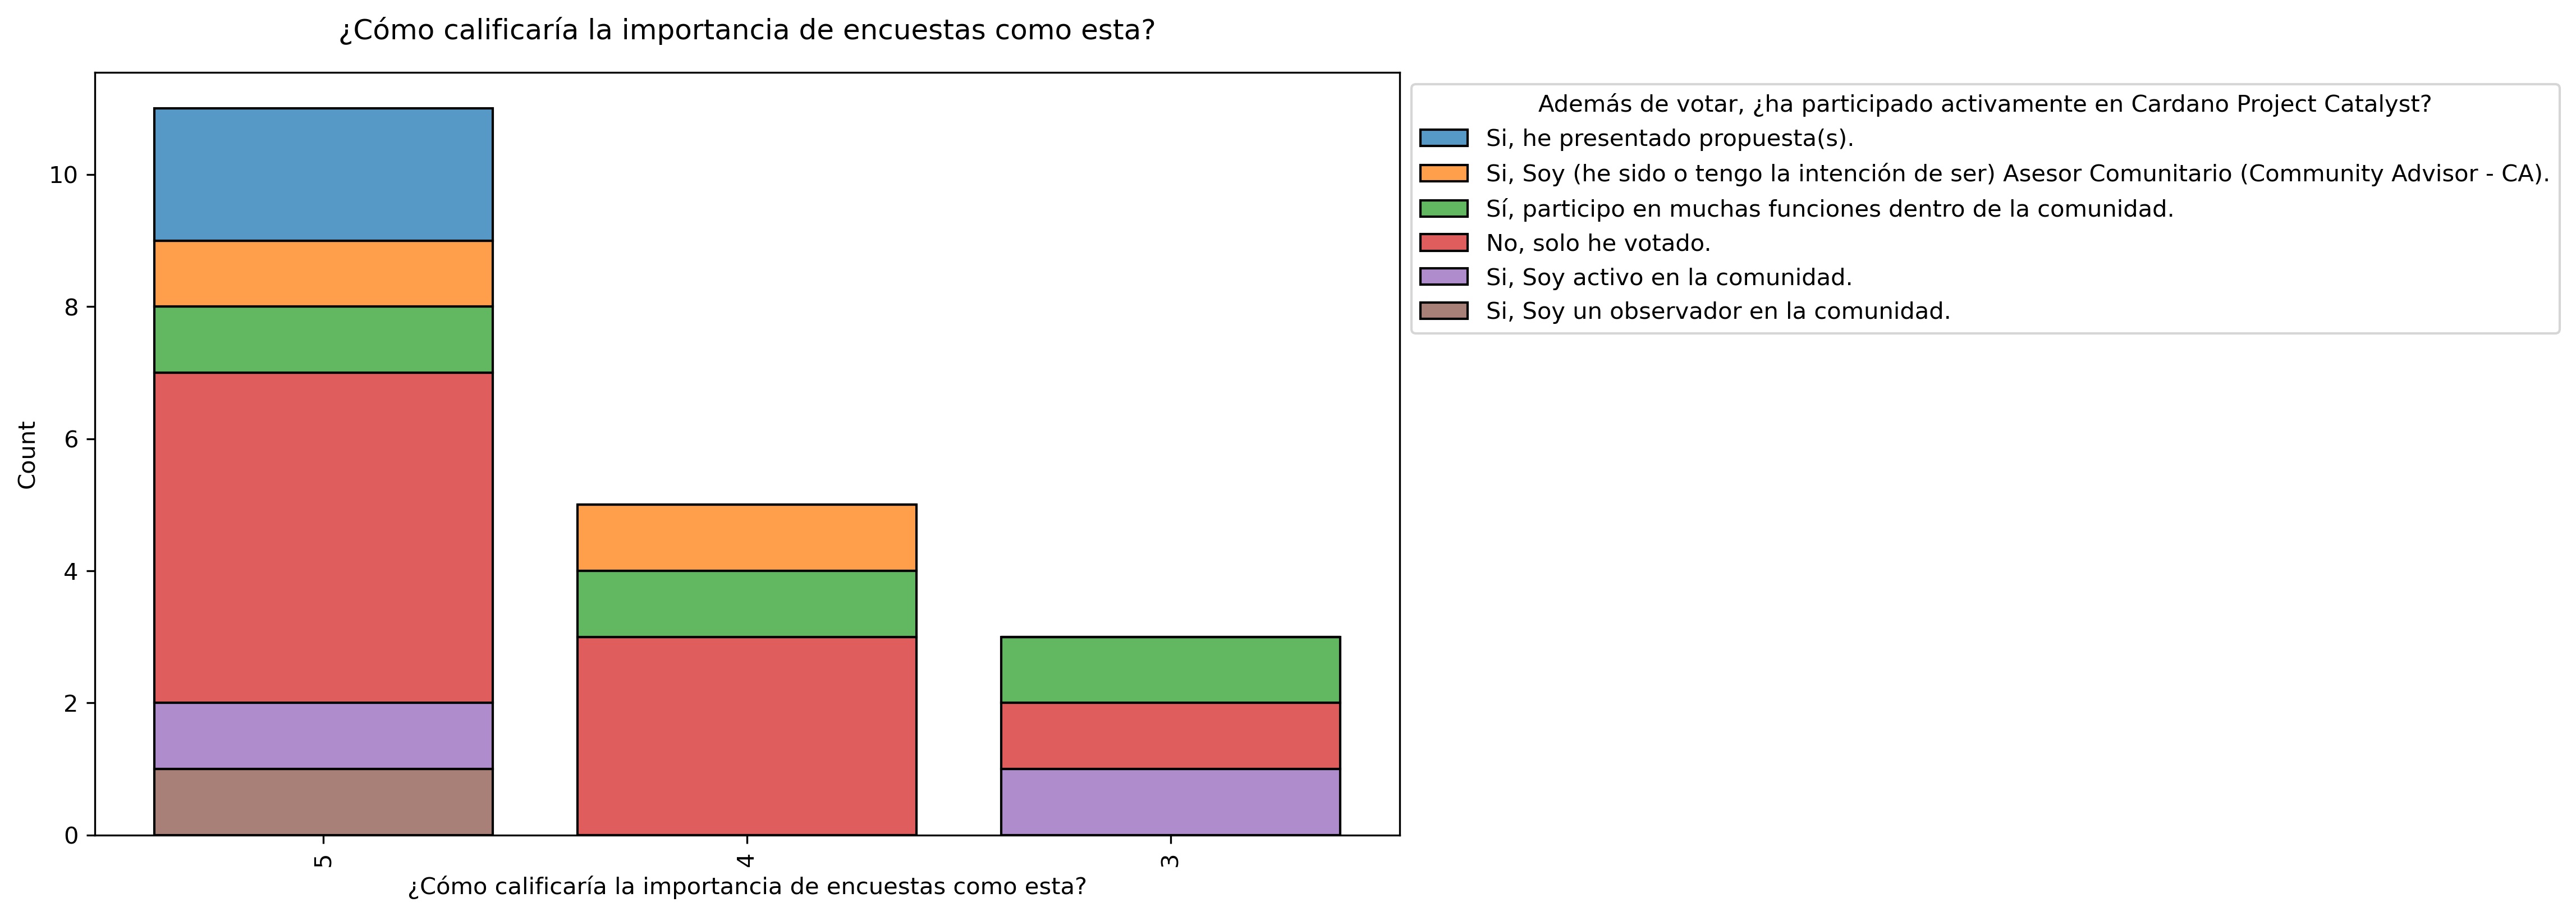 ¿Cómo calificaría la importancia de encuestas como esta?
Además de votar, ¿ha participado activamente en Cardano Project Catalyst?
Si, he presentado propuesta(s).
Si, Soy (he sido o tengo la intención de ser) Asesor Comunitario (Community Advisor - CA).
Sí, participo en muchas funciones dentro de la comunidad.
No, solo he votado.
Si, Soy activo en la comunidad.
Si, Soy un observador en la comunidad.
Count
10
8
6
4
2
0
5
4
3
¿Cómo calificaría la importancia de encuestas como esta?